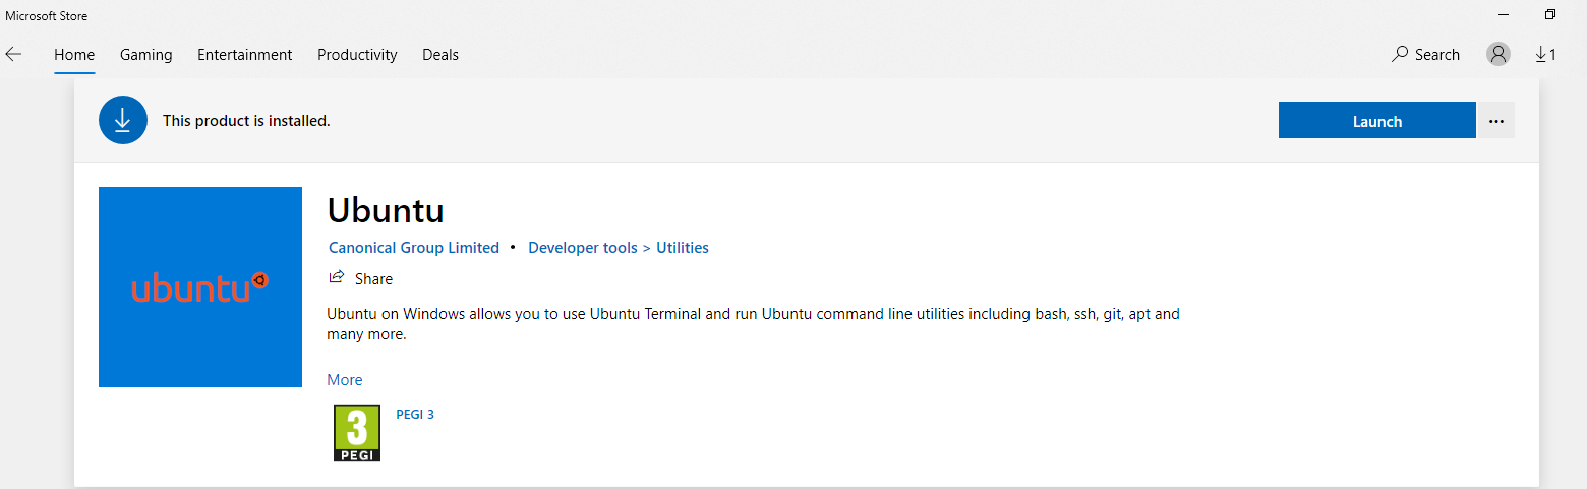 Microsoft Store
Home Gaming Entertainment Productivity Deals Search 1
This product is installed. Launch ...
ubuntu
Ubuntu
Canonical Group Limited • Developer tools > Utilities
Share
Ubuntu on Windows allows you to use Ubuntu Terminal and run Ubuntu command line utilities including bash, ssh, git, apt and
many more.
More
3
PEGI
PEGI 3